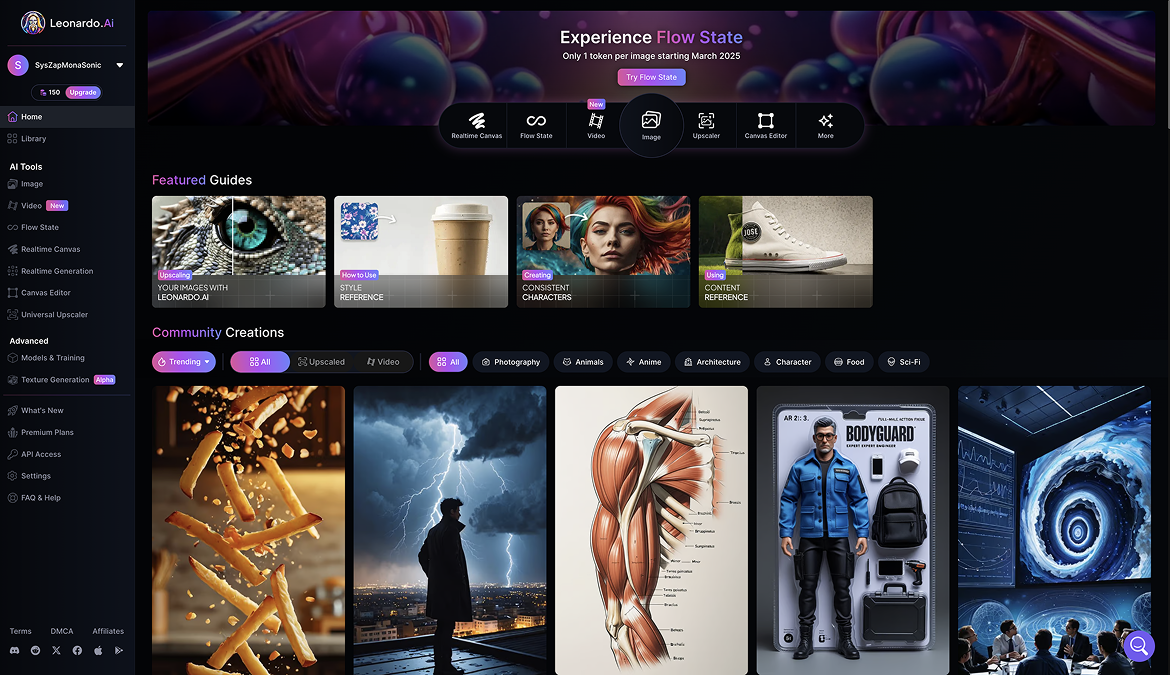 Leonardo.Ai
S
SysZapMonaSonic
150
Upgrade
Home
Library
AI Tools
Image
Video
New
Flow State
Realtime Canvas
Realtime Generation
Canvas Editor
Universal Upscaler
Advanced
Models & Training
Texture Generation
Alpha
What's New
Premium Plans
API Access
Settings
FAQ & Help
Terms
DMCA
Affiliates
Experience Flow State
Only 1 token per image starting March 2025
Try Flow State
Realtime Canvas
Flow State
New
Video
Image
Upscaler
Canvas Editor
More
Featured Guides
Upscaling
YOUR IMAGES WITH
LEONARDO.AI
How to Use
STYLE
REFERENCE
Creating
CONSISTENT
CHARACTERS
JOSE
Using
CONTENT
REFERENCE
Community Creations
Trending
All
Upscaled
Video
All
Photography
Animals
Anime
Architecture
Character
Food
Sci-Fi
AR 2:: 3.
FULL-MALE ACTION FIGUR
BODYGUARD
EXPERT EXPERT ENGINEER